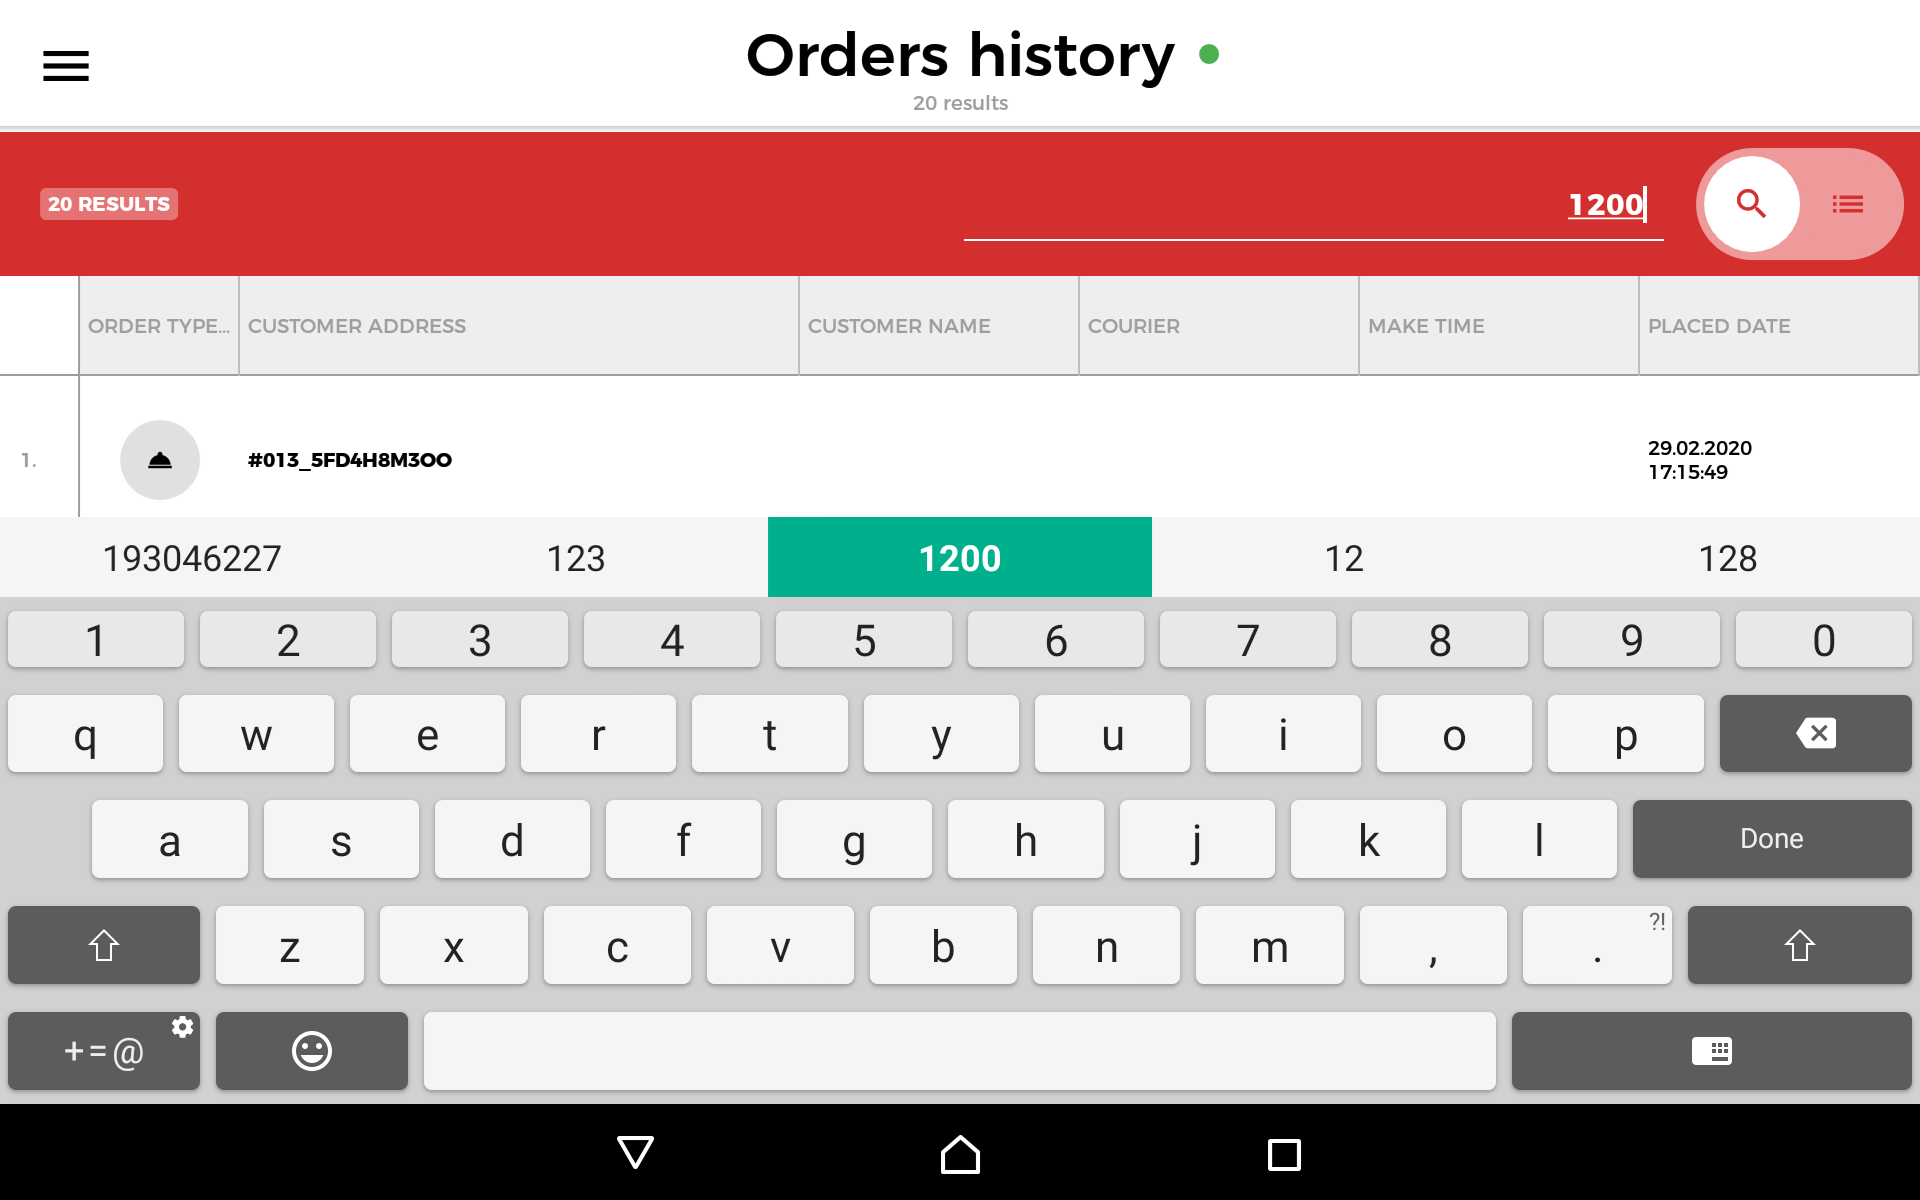 Orders history
20 results
20 RESULTS
1200
ORDER TYPE...
CUSTOMER ADDRESS
CUSTOMER NAME
COURIER
MAKE TIME
PLACED DATE
1.
#013_5FD4H8M3OO
29.02.2020
17:15:49
193046227 123 1200 12 128
1 2 3 4 5 6 7 8 9 0
q w e r t y u i o p
a s d f g h j k l Done
z x c v b n m , . ?!
+=@